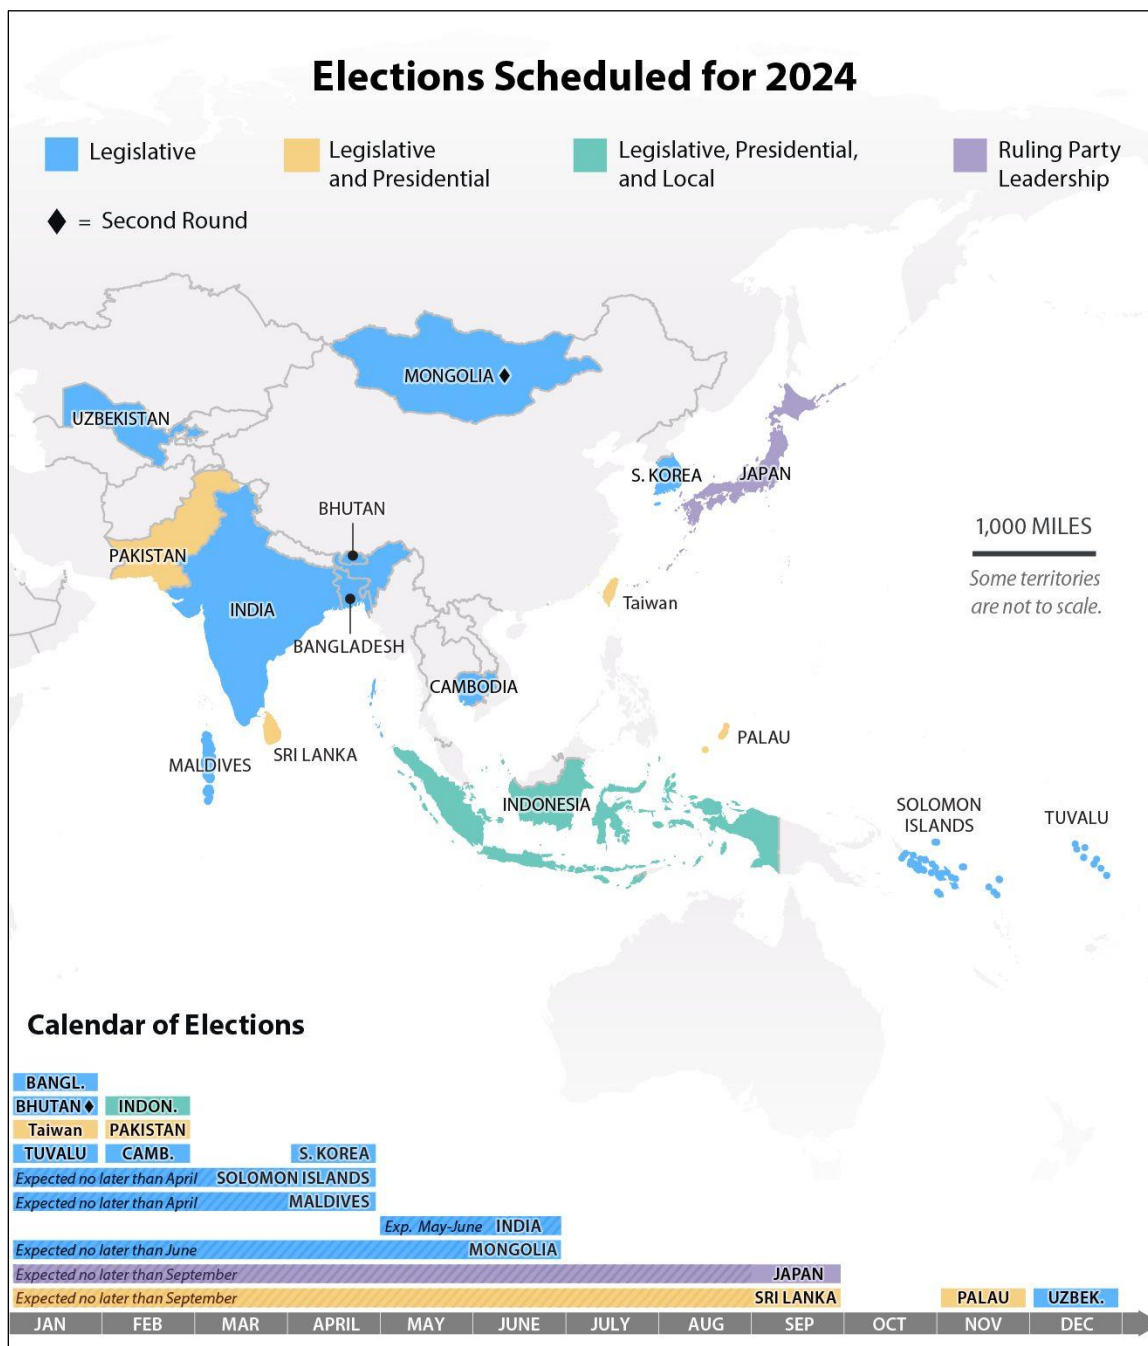 Elections Scheduled for 2024
Legislative
Legislative
and Presidential
Legislative, Presidential,
and Local
Ruling Party
Leadership
♦ = Second Round
MONGOLIA ♦
UZBEKISTAN
S. KOREA
JAPAN
BHUTAN
1,000 MILES
PAKISTAN
Some territories
are not to scale.
INDIA
Taiwan
BANGLADESH
CAMBODIA
PALAU
SRI LANKA
MALDIVES
INDONESIA
SOLOMON
ISLANDS
TUVALU
Calendar of Elections
BANGL.
BHUTAN ♦ INDON.
Taiwan PAKISTAN
TUVALU CAMB. S. KOREA
Expected no later than April SOLOMON ISLANDS
Expected no later than April MALDIVES
Exp. May-June INDIA
Expected no later than June MONGOLIA
Expected no later than September JAPAN
Expected no later than September SRI LANKA PALAU UZBEK.
JAN FEB MAR APRIL MAY JUNE JULY AUG SEP OCT NOV DEC